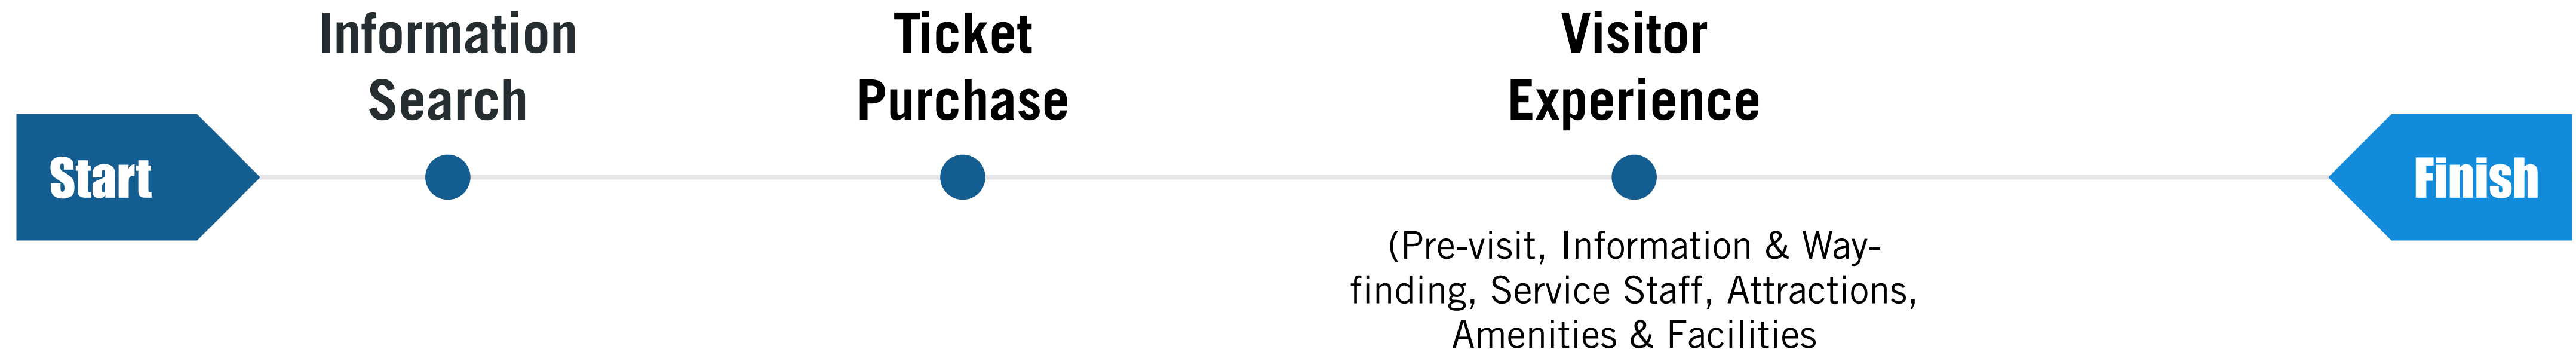 Information
Search
Ticket
Purchase
Visitor
Experience
Start
Finish
(Pre-visit, Information & Way-
finding, Service Staff, Attractions,
Amenities & Facilities